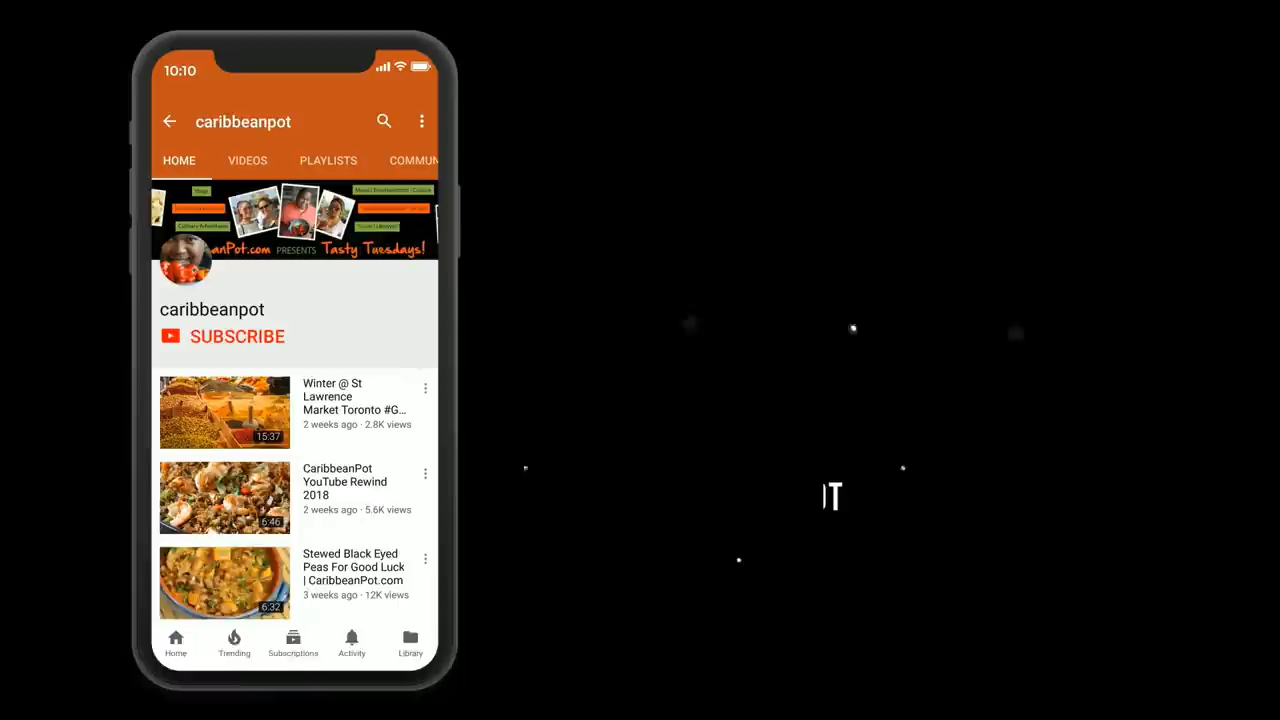 10:10
caribbeanpot
HOME VIDEOS PLAYLISTS COMMUN
Culinary Adventures
anPot.com PRESENTS Tasty Tuesdays!
caribbeanpot
SUBSCRIBE
Winter @ St
Lawrence
Market Toronto #G...
2 weeks ago · 2.8K views
15:37
CaribbeanPot
YouTube Rewind
2018
2 weeks ago · 5.6K views
6:46
Stewed Black Eyed
Peas For Good Luck
| CaribbeanPot.com
3 weeks ago · 12K views
6:32
Home Trending Subscriptions Activity Library
IT